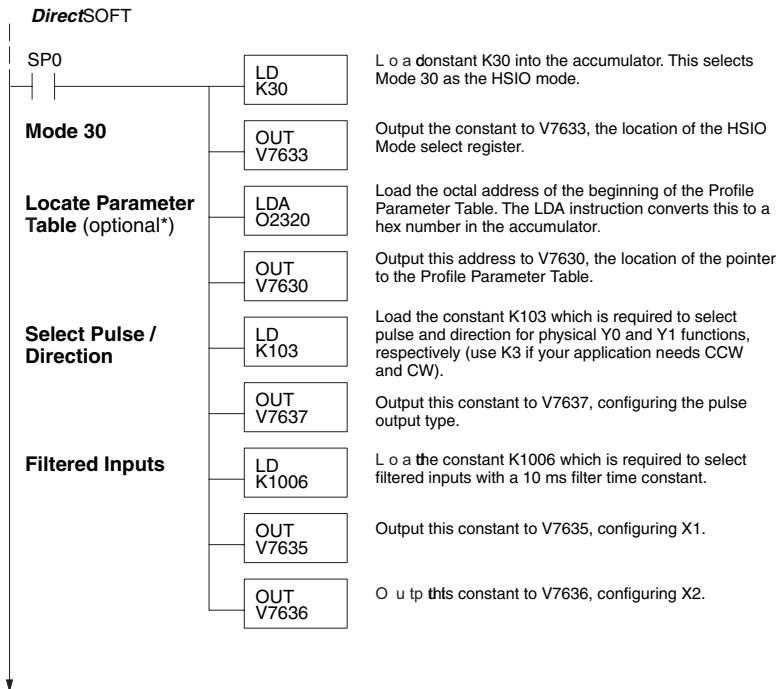 DirectSOFT
SP0
LD
K30
L o a donstant K30 into the accumulator. This selects
Mode 30 as the HSIO mode.
Mode 30
OUT
V7633
Output the constant to V7633, the location of the HSIO
Mode select register.
Locate Parameter
Table (optional*)
LDA
O2320
Load the octal address of the beginning of the Profile
Parameter Table. The LDA instruction converts this to a
hex number in the accumulator.
OUT
V7630
Output this address to V7630, the location of the pointer
to the Profile Parameter Table.
Select Pulse /
Direction
LD
K103
Load the constant K103 which is required to select
pulse and direction for physical Y0 and Y1 functions,
respectively (use K3 if your application needs CCW
and CW).
OUT
V7637
Output this constant to V7637, configuring the pulse
output type.
Filtered Inputs
LD
K1006
L o a the constant K1006 which is required to select
filtered inputs with a 10 ms filter time constant.
OUT
V7635
Output this constant to V7635, configuring X1.
OUT
V7636
O u tp this constant to V7636, configuring X2.